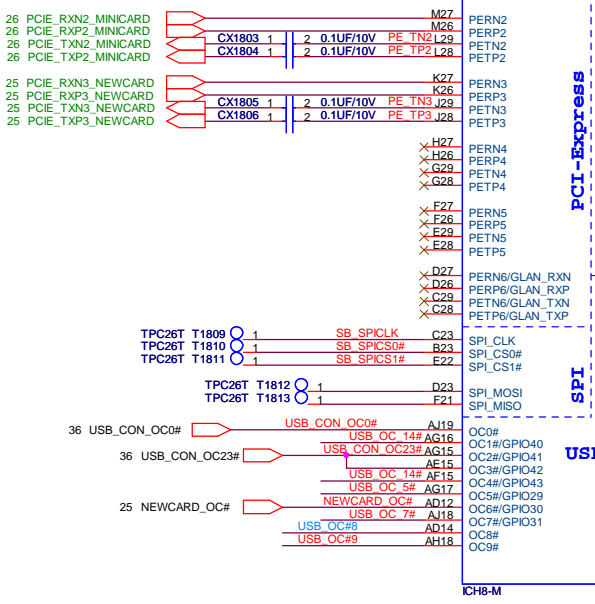 26 PCIE_RXN2_MINICARD M27 PERN2
26 PCIE_RXP2_MINICARD M26 PERP2
26 PCIE_TXN2_MINICARD CX1803 1 2 0.1UF/10V PE_TN2 L29 PETN2
26 PCIE_TXP2_MINICARD CX1804 1 2 0.1UF/10V PE_TP2 L28 PETP2
25 PCIE_RXN3_NEWCARD K27 PERN3
25 PCIE_RXP3_NEWCARD K26 PERP3
25 PCIE_TXN3_NEWCARD CX1805 1 2 0.1UF/10V PE_TN3 J29 PETN3
25 PCIE_TXP3_NEWCARD CX1806 1 2 0.1UF/10V PE_TP3 J28 PETP3
H27 PERN4
H26 PERP4
G29 PETN4
G28 PETP4
PCI-Express
F27 PERN5
F26 PERP5
E29 PETN5
E28 PETP5
D27 PERN6/GLAN_RXN
D26 PERP6/GLAN_RXP
C29 PETN6/GLAN_TXN
C28 PETP6/GLAN_TXP
TPC26T T1809 1 SB_SPICLK C23 SPI_CLK
TPC26T T1810 1 SB_SPICS0# B23 SPI_CS0#
TPC26T T1811 1 SB_SPICS1# E22 SPI_CS1#
SPI
TPC26T T1812 1 D23 SPI_MOSI
TPC26T T1813 1 F21 SPI_MISO
36 USB_CON_OC0# USB_CON_OC0# AJ19 OC0#
USB_OC_14# AG16 OC1#/GPIO40
36 USB_CON_OC23# USB_CON_OC23# AG15 OC2#/GPIO41
AE15 OC3#/GPIO42
USB_OC_14# AF15 OC4#/GPIO43
USB_OC_5# AG17 OC5#/GPIO29
25 NEWCARD_OC# NEWCARD_OC# AD12 OC6#/GPIO30
USB_OC_7# AJ18 OC7#/GPIO31
USB_OC#8 AD14 OC8#
USB_OC#9 AH18 OC9#
USB
ICH8-M